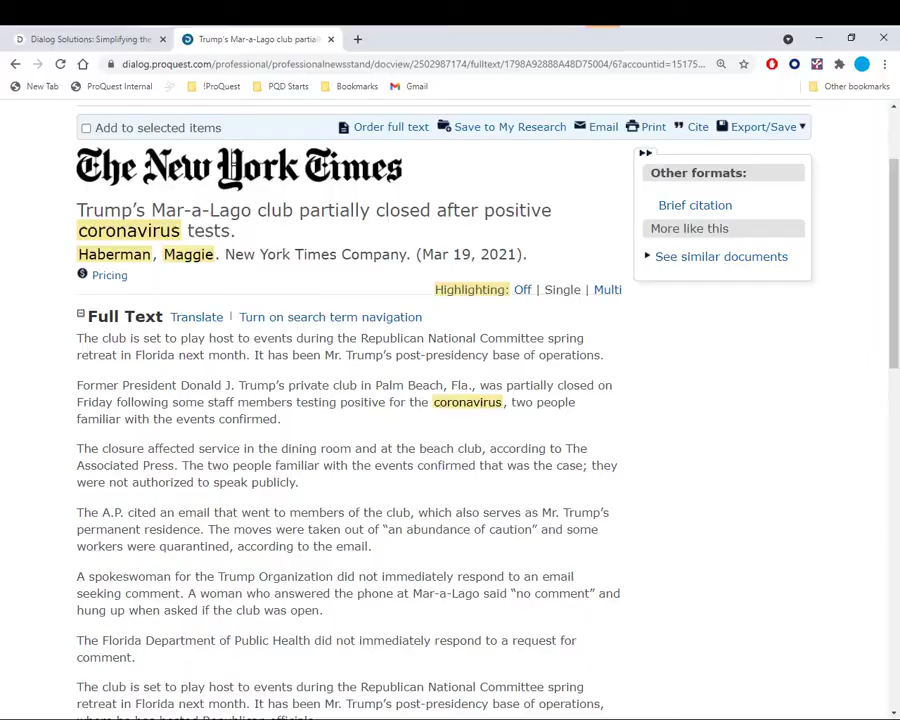 Dialog Solutions: Simplifying the
Trump's Mar-a-Lago club partiall
dialog.proquest.com/professional/professionalnewsstand/docview/2502987174/fulltext/1798A92888A48D75004/6?accountid=15175...
New Tab ProQuest Internal !ProQuest PQD Starts Bookmarks Gmail Other bookmarks
Add to selected items Order full text Save to My Research Email Print Cite Export/Save
The New York Times
Trump's Mar-a-Lago club partially closed after positive
coronavirus tests.
Haberman, Maggie. New York Times Company. (Mar 19, 2021).
Pricing
Highlighting: Off | Single | Multi
Other formats:
Brief citation
More like this
See similar documents
Full Text Translate | Turn on search term navigation
The club is set to play host to events during the Republican National Committee spring
retreat in Florida next month. It has been Mr. Trump's post-presidency base of operations.
Former President Donald J. Trump's private club in Palm Beach, Fla., was partially closed on
Friday following some staff members testing positive for the coronavirus, two people
familiar with the events confirmed.
The closure affected service in the dining room and at the beach club, according to The
Associated Press. The two people familiar with the events confirmed that was the case; they
were not authorized to speak publicly.
The A.P. cited an email that went to members of the club, which also serves as Mr. Trump's
permanent residence. The moves were taken out of “an abundance of caution” and some
workers were quarantined, according to the email.
A spokeswoman for the Trump Organization did not immediately respond to an email
seeking comment. A woman who answered the phone at Mar-a-Lago said “no comment” and
hung up when asked if the club was open.
The Florida Department of Public Health did not immediately respond to a request for
comment.
The club is set to play host to events during the Republican National Committee spring
retreat in Florida next month. It has been Mr. Trump's post-presidency base of operations,
where he has hosted Republican officials.